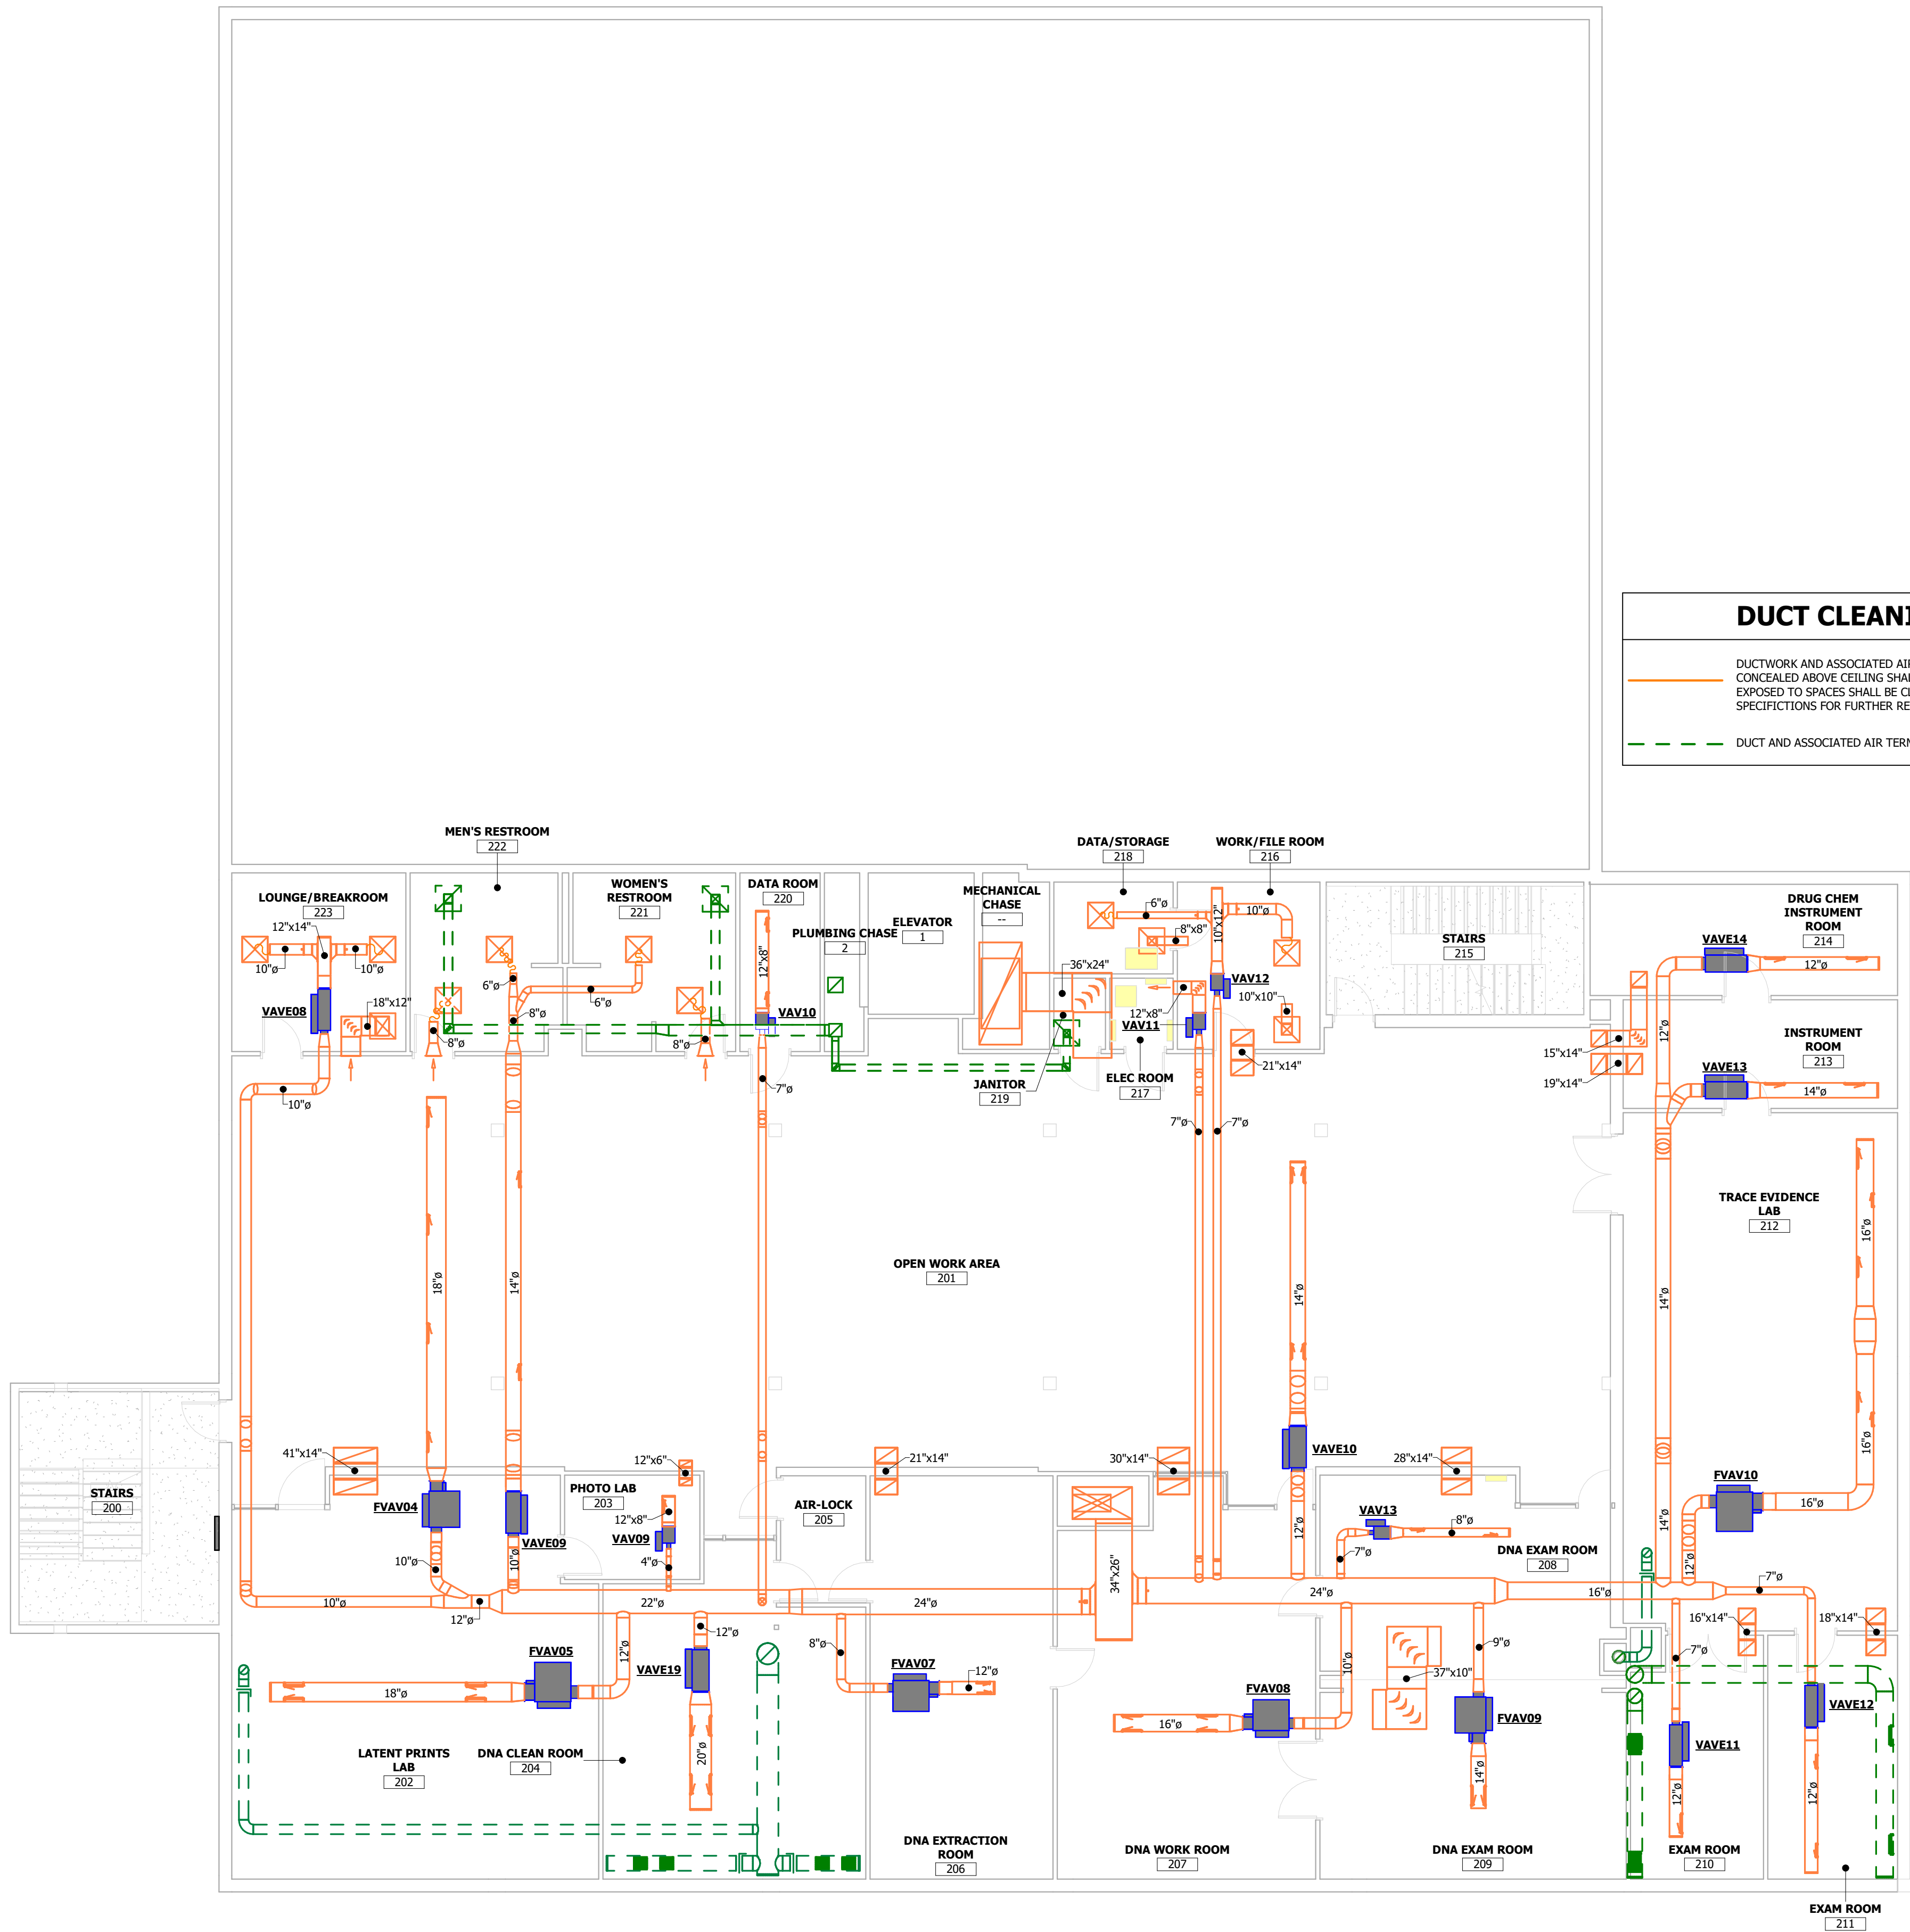 DUCT CLEANI
DUCTWORK AND ASSOCIATED AIR
CONCEALED ABOVE CEILING SHAL
EXPOSED TO SPACES SHALL BE CL
SPECIFICTIONS FOR FURTHER RE
DUCT AND ASSOCIATED AIR TERM
MEN'S RESTROOM
222
DATA/STORAGE
218
WORK/FILE ROOM
216
LOUNGE/BREAKROOM
223
12"x14"
10"ø
10"ø
VAVE08
18"x12"
10"ø
8"ø
6"ø
8"ø
6"ø
WOMEN'S
RESTROOM
221
8"ø
DATA ROOM
220
12"x8"
VAV10
7"ø
PLUMBING CHASE
2
ELEVATOR
1
MECHANICAL
CHASE
--
36"x24"
6"ø
8"x8"
10"x12"
10"ø
VAV12
10"x10"
12"x8"
VAV11
21"x14"
JANITOR
219
ELEC ROOM
217
STAIRS
215
DRUG CHEM
INSTRUMENT
ROOM
214
VAVE14
12"ø
12"ø
15"x14"
19"x14"
INSTRUMENT
ROOM
213
VAVE13
14"ø
7"ø
7"ø
TRACE EVIDENCE
LAB
212
16"ø
18"ø
14"ø
OPEN WORK AREA
201
14"ø
14"ø
16"ø
41"x14"
12"x6"
21"x14"
30"x14"
VAVE10
28"x14"
STAIRS
200
FVAV04
VAVE09
10"ø
10"ø
PHOTO LAB
203
12"x8"
VAV09
4"ø
AIR-LOCK
205
34"x26"
12"ø
VAV13
8"ø
7"ø
DNA EXAM ROOM
208
14"ø
FVAV10
16"ø
12"ø
10"ø
12"ø
22"ø
24"ø
24"ø
16"ø
7"ø
16"x14"
18"x14"
7"ø
FVAV05
18"ø
12"ø
12"ø
VAVE19
20"ø
8"ø
FVAV07
12"ø
10"ø
FVAV08
16"ø
9"ø
37"x10"
FVAV09
14"ø
VAVE11
12"ø
VAVE12
12"ø
LATENT PRINTS
LAB
202
DNA CLEAN ROOM
204
DNA EXTRACTION
ROOM
206
DNA WORK ROOM
207
DNA EXAM ROOM
209
EXAM ROOM
210
EXAM ROOM
211